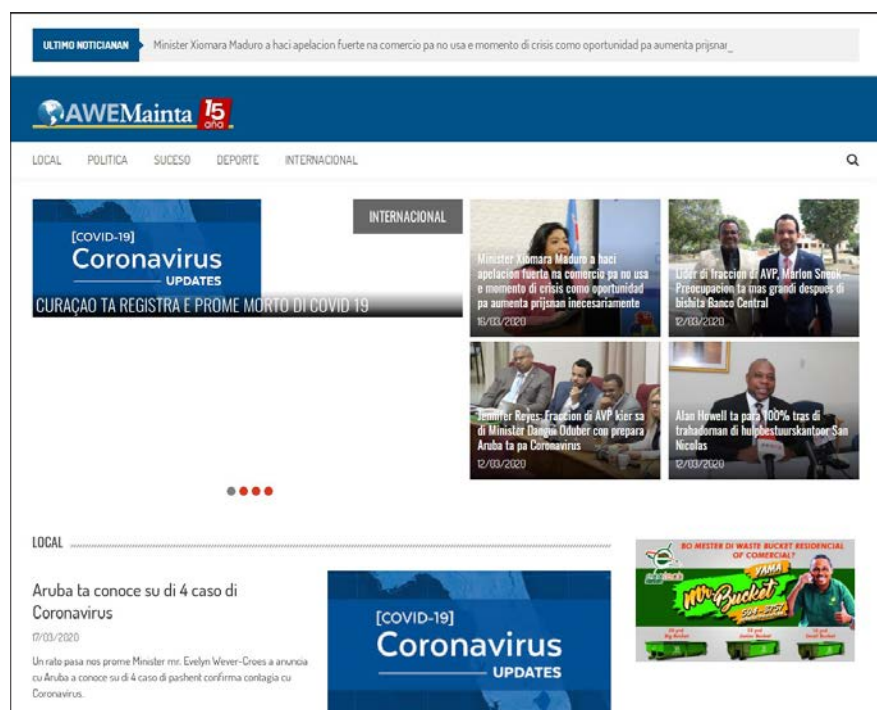 ULTIMO NOTICIANAN
Minister Xiomara Maduro a haci apelacion fuerte na comercio pa no usa e momento di crisis como oportunidad pa aumenta prijsnar_
AWEMainta 15
aña
LOCAL POLITICA SUCESO DEPORTE INTERNACIONAL
INTERNACIONAL
[COVID-19]
Coronavirus
UPDATES
CURAÇAO TA REGISTRA E PROME MORTO DI COVID 19
Minister Xiomara Maduro a haci
apelacion fuerte na comercio pa no usa
e momento di crisis como oportunidad
pa aumenta prijsnan inecesariamente
16/03/2020
Lider di fraccion di AVP, Marlon Sneek
Preocupacion ta mas grandi despues di
bishita Banco Central
12/03/2020
Jennifer Reyes: Fraccion di AVP kier sa
di Minister Dangui Oduber con prepara
Aruba ta pa Coronavirus
12/03/2020
Alan Howell ta para 100% tras di
trahadornan di hulpbestuurskantoor San
Nicolas
12/03/2020
LOCAL
Aruba ta conoce su di 4 caso di
Coronavirus
17/03/2020
Un rato pasa nos prome Minister mr. Evelyn Wever-Croes a anuncia
cu Aruba a conoce su di 4 caso di pashent confirma contagia cu
Coronavirus.
[COVID-19]
Coronavirus
UPDATES
BO MESTER DI WASTE BUCKET RESIDENCIAL
OF COMERCIAL?
YAMA
Mr Bucket